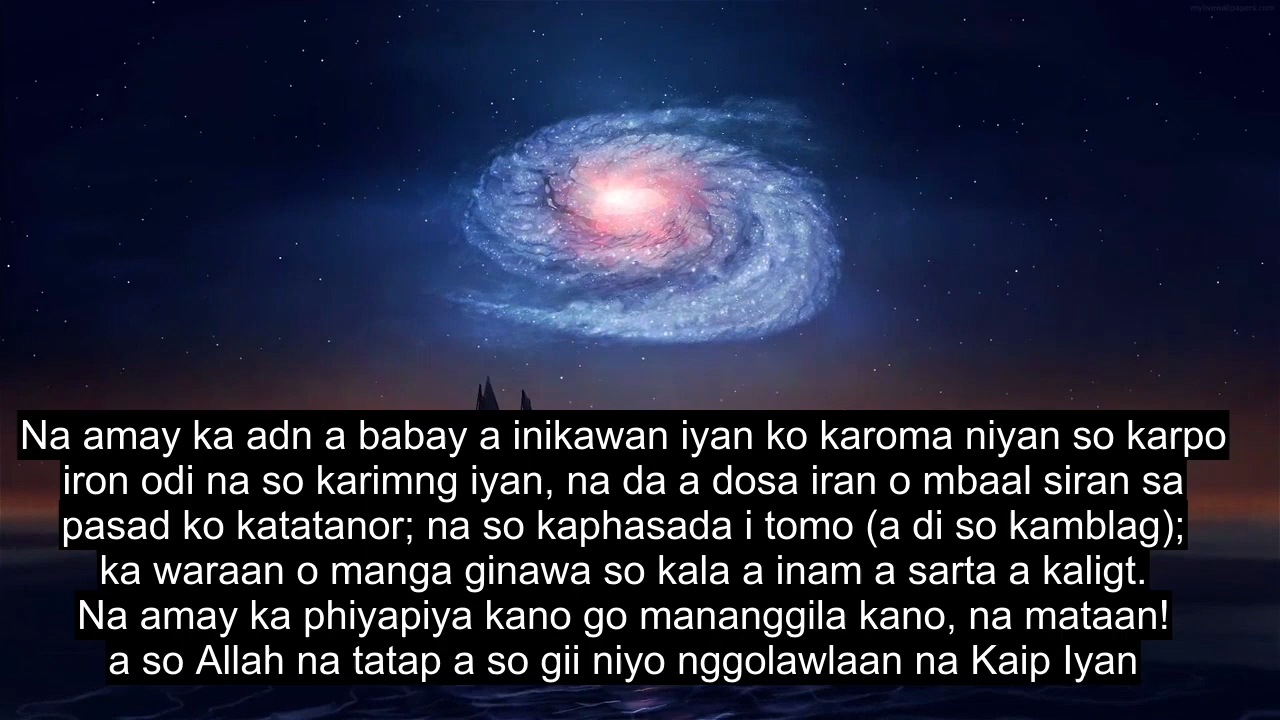 mylivewallpapers.com
Na amay ka adn a babay a inikawan iyan ko karoma niyan so karpo
iron odi na so karimng iyan, na da a dosa iran o mbaal siran sa
pasad ko katatanor; na so kaphasada i tomo (a di so kamblag);
ka waraan o manga ginawa so kala a inam a sarta a kaligt.
Na amay ka phiyapiya kano go mananggila kano, na mataan!
a so Allah na tatap a so gii niyo nggolawlaan na Kaip Iyan